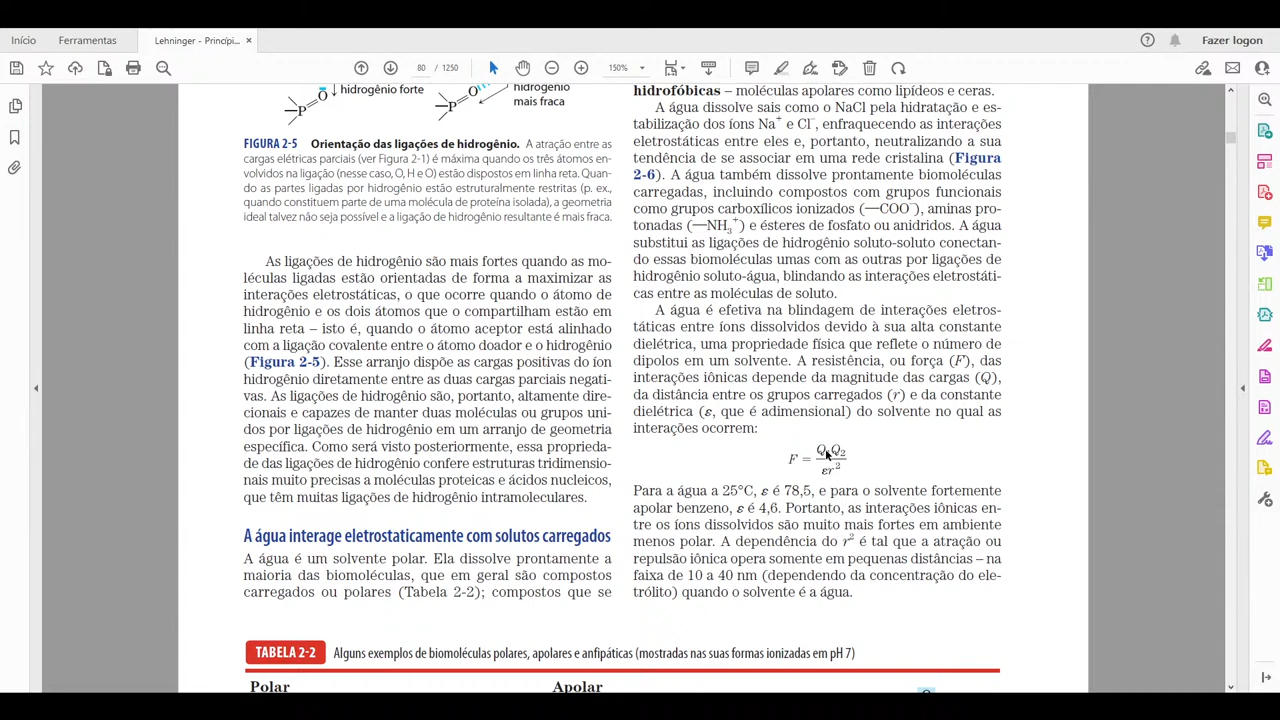 Início Ferramentas Lehninger - Princípi... × Fazer logon
80 / 1250 150%
P O hidrogênio forte
P O hidrogênio
mais fraca
FIGURA 2-5 Orientação das ligações de hidrogênio. A atração entre as
cargas elétricas parciais (ver Figura 2-1) é máxima quando os três átomos en-
volvidos na ligação (nesse caso, O, H e O) estão dispostos em linha reta. Quan-
do as partes ligadas por hidrogênio estão estruturalmente restritas (p. ex.,
quando constituem parte de uma molécula de proteína isolada), a geometria
ideal talvez não seja possível e a ligação de hidrogênio resultante é mais fraca.
As ligações de hidrogênio são mais fortes quando as mo-
léculas ligadas estão orientadas de forma a maximizar as
interações eletrostáticas, o que ocorre quando o átomo de
hidrogênio e os dois átomos que o compartilham estão em
linha reta – isto é, quando o átomo aceptor está alinhado
com a ligação covalente entre o átomo doador e o hidrogênio
(Figura 2-5). Esse arranjo dispõe as cargas positivas do íon
hidrogênio diretamente entre as duas cargas parciais negati-
vas. As ligações de hidrogênio são, portanto, altamente dire-
cionais e capazes de manter duas moléculas ou grupos uni-
dos por ligações de hidrogênio em um arranjo de geometria
específica. Como será visto posteriormente, essa proprieda-
de das ligações de hidrogênio confere estruturas tridimensio-
nais muito precisas a moléculas proteicas e ácidos nucleicos,
que têm muitas ligações de hidrogênio intramoleculares.
A água interage eletrostaticamente com solutos carregados
A água é um solvente polar. Ela dissolve prontamente a
maioria das biomoléculas, que em geral são compostos
carregados ou polares (Tabela 2-2); compostos que se
hidrofóbicas – moléculas apolares como lipídeos e ceras.
A água dissolve sais como o NaCl pela hidratação e es-
tabilização dos íons Na⁺ e Cl⁻, enfraquecendo as interações
eletrostáticas entre eles e, portanto, neutralizando a sua
tendência de se associar em uma rede cristalina (Figura
2-6). A água também dissolve prontamente biomoléculas
carregadas, incluindo compostos com grupos funcionais
como grupos carboxílicos ionizados (—COO⁻), aminas pro-
tonadas (—NH₃⁺) e ésteres de fosfato ou anidridos. A água
substitui as ligações de hidrogênio soluto-soluto conectan-
do essas biomoléculas umas com as outras por ligações de
hidrogênio soluto-água, blindando as interações eletrostáti-
cas entre as moléculas de soluto.
A água é efetiva na blindagem de interações eletros-
táticas entre íons dissolvidos devido à sua alta constante
dielétrica, uma propriedade física que reflete o número de
dipolos em um solvente. A resistência, ou força (F), das
interações iônicas depende da magnitude das cargas (Q),
da distância entre os grupos carregados (r) e da constante
dielétrica (ε, que é adimensional) do solvente no qual as
interações ocorrem:
F = Q₁Q₂ / εr²
Para a água a 25°C, ε é 78,5, e para o solvente fortemente
apolar benzeno, ε é 4,6. Portanto, as interações iônicas en-
tre os íons dissolvidos são muito mais fortes em ambiente
menos polar. A dependência do r² é tal que a atração ou
repulsão iônica opera somente em pequenas distâncias – na
faixa de 10 a 40 nm (dependendo da concentração do ele-
trólito) quando o solvente é a água.
TABELA 2-2 Alguns exemplos de biomoléculas polares, apolares e anfipáticas (mostradas nas suas formas ionizadas em pH 7)
Polar Apolar